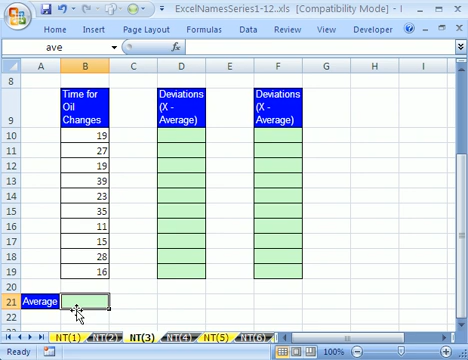 ExcelNamesSeries1-12..xls [Compatibility Mode] -
Home Insert Page Layout Formulas Data Review View Developer
ave
A B C D E F G H I
8
9 Time for Oil Changes Deviations (X - Average) Deviations (X - Average)
10 19
11 27
12 19
13 39
14 23
15 35
16 11
17 15
18 28
19 16
20
21 Average
22
NT(1) NT(2) NT(3) NT(4) NT(5) NT(6)
Ready 100%